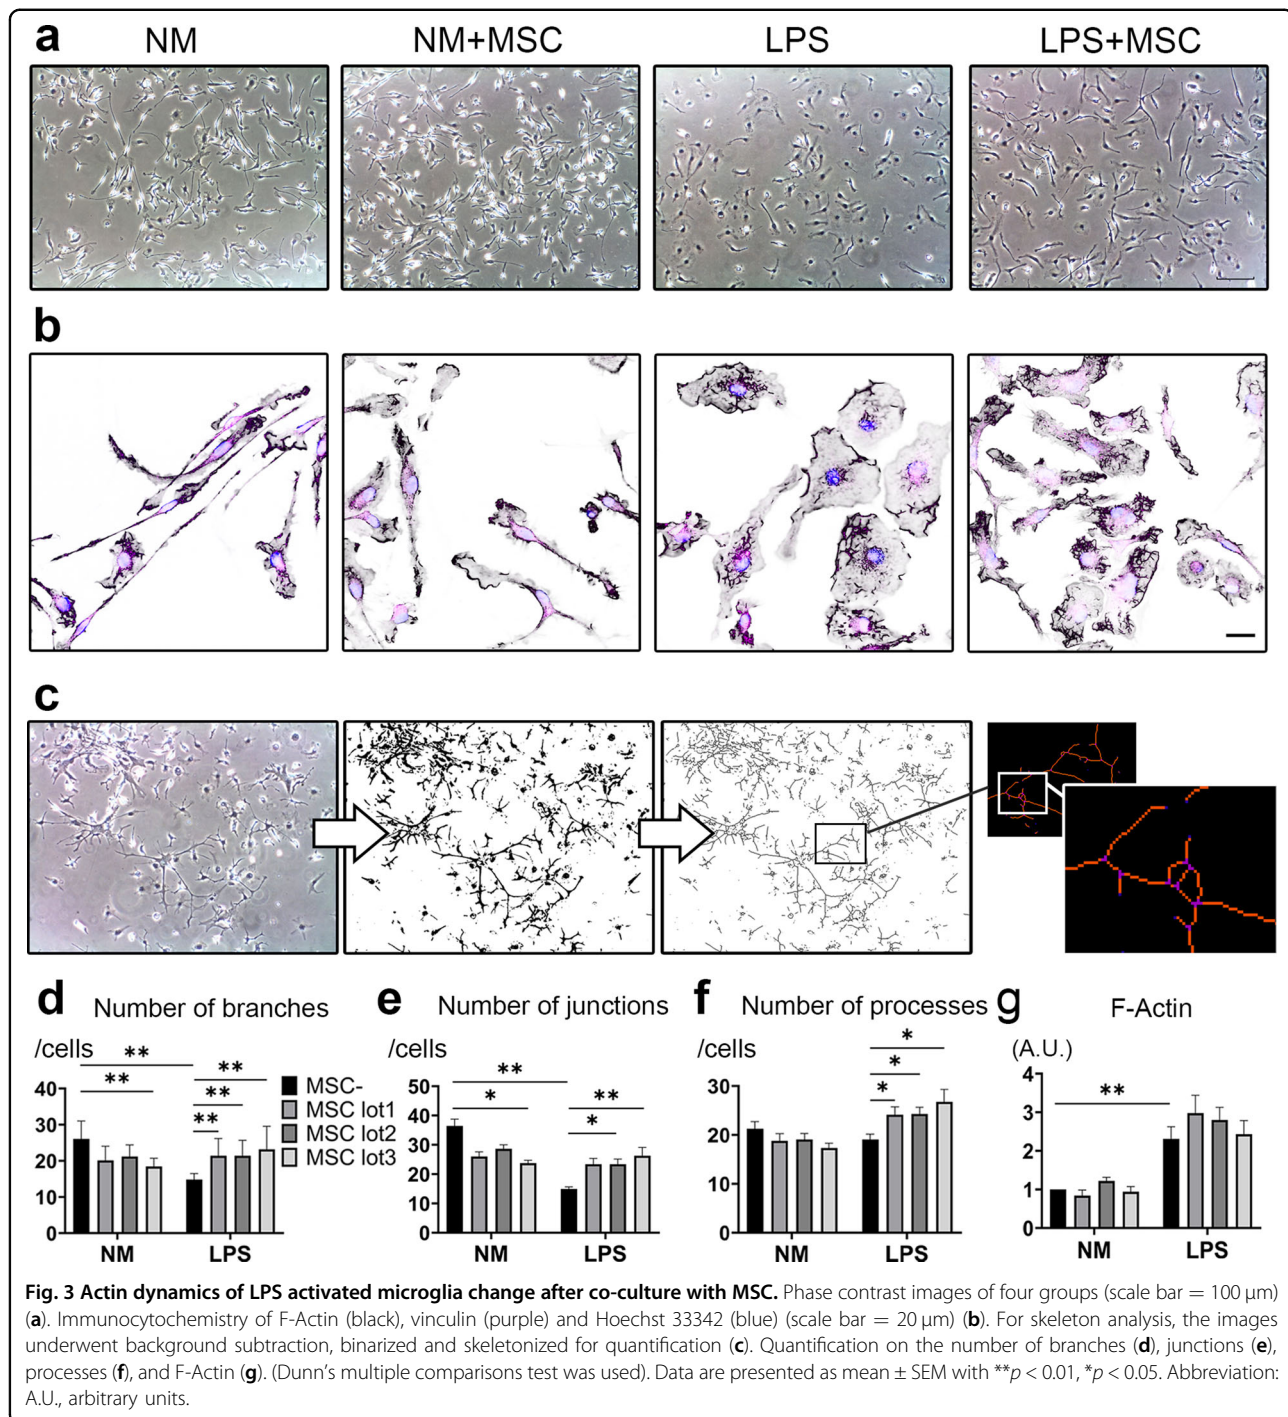 a NM NM+MSC LPS LPS+MSC
b
c
d Number of branches
/cells
** **
** **
**
40
30
20
10
0
NM LPS
MSC-
MSC lot1
MSC lot2
MSC lot3
e Number of junctions
/cells
**
* **
*
50
40
30
20
10
0
NM LPS
f Number of processes
/cells
*
*
*
30
20
10
0
NM LPS
g F-Actin
(A.U.)
**
4
3
2
1
0
NM LPS
Fig. 3 Actin dynamics of LPS activated microglia change after co-culture with MSC. Phase contrast images of four groups (scale bar = 100 μm)
(a). Immunocytochemistry of F-Actin (black), vinculin (purple) and Hoechst 33342 (blue) (scale bar = 20 μm) (b). For skeleton analysis, the images
underwent background subtraction, binarized and skeletonized for quantification (c). Quantification on the number of branches (d), junctions (e),
processes (f), and F-Actin (g). (Dunn's multiple comparisons test was used). Data are presented as mean ± SEM with **p < 0.01, *p < 0.05. Abbreviation:
A.U., arbitrary units.